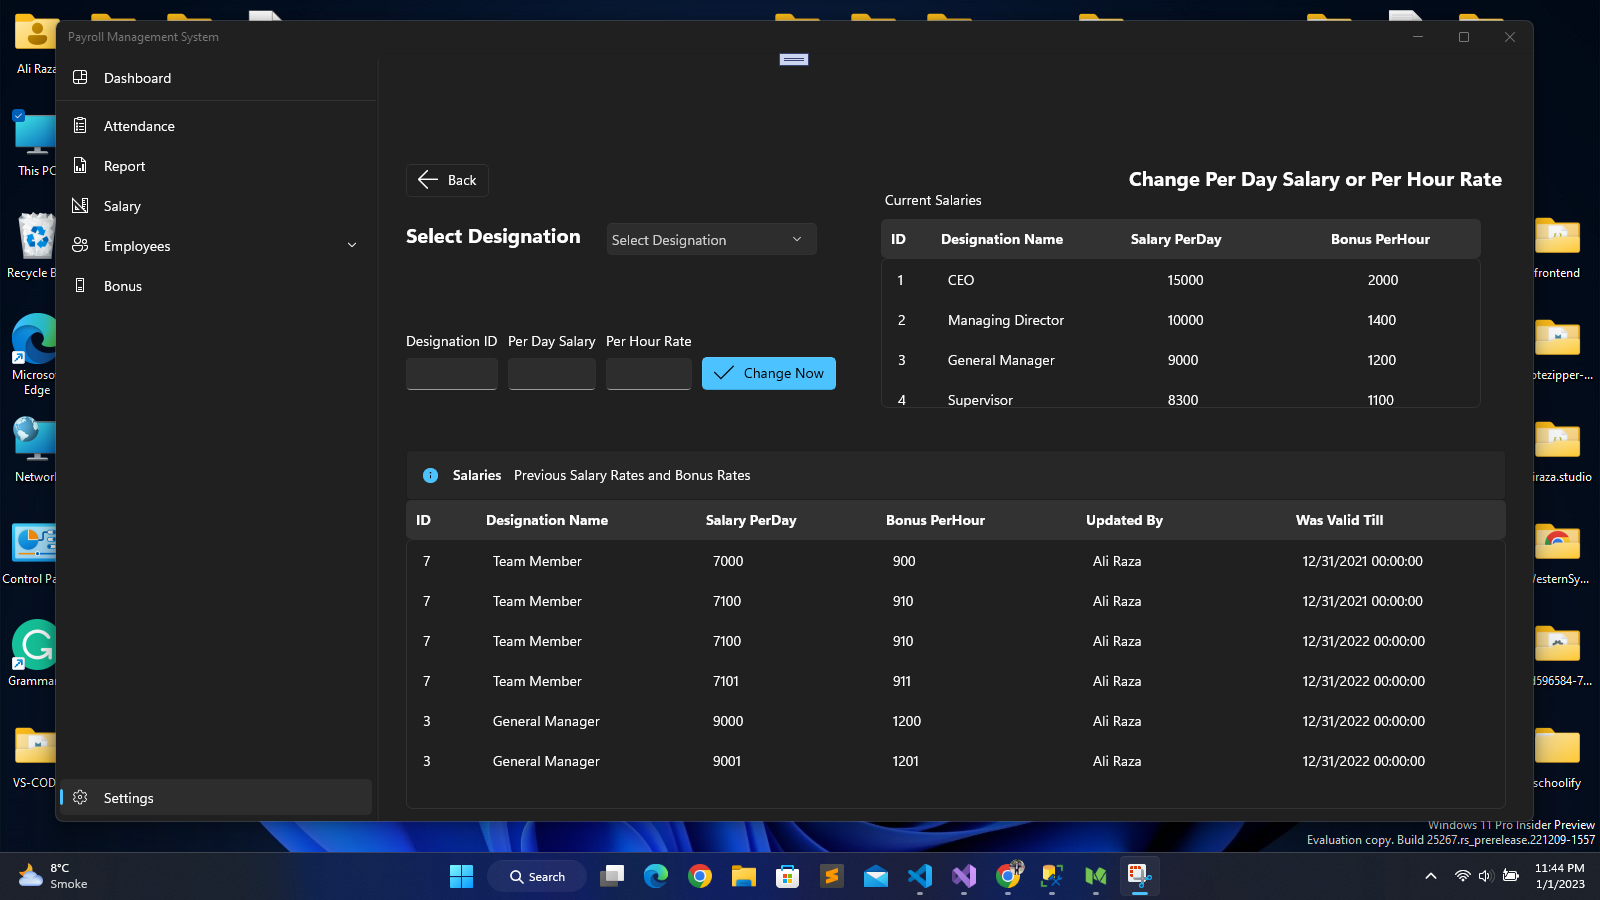 Payroll Management System
Dashboard
Attendance
Report
Salary
Employees
Bonus
Settings
Back
Change Per Day Salary or Per Hour Rate
Current Salaries
Select Designation Select Designation
ID Designation Name Salary PerDay Bonus PerHour
1 CEO 15000 2000
2 Managing Director 10000 1400
3 General Manager 9000 1200
4 Supervisor 8300 1100
Designation ID Per Day Salary Per Hour Rate
Change Now
Salaries Previous Salary Rates and Bonus Rates
ID Designation Name Salary PerDay Bonus PerHour Updated By Was Valid Till
7 Team Member 7000 900 Ali Raza 12/31/2021 00:00:00
7 Team Member 7100 910 Ali Raza 12/31/2021 00:00:00
7 Team Member 7100 910 Ali Raza 12/31/2022 00:00:00
7 Team Member 7101 911 Ali Raza 12/31/2022 00:00:00
3 General Manager 9000 1200 Ali Raza 12/31/2022 00:00:00
3 General Manager 9001 1201 Ali Raza 12/31/2022 00:00:00
Ali Raza
This PC
Recycle B
Microso
Edge
Network
Control Pa
Grammar
VS-COD
frontend
otezipper-...
iraza.studio
WesternSy...
d596584-7...
schoolify
Windows 11 Pro Insider Preview
Evaluation copy. Build 25267.rs_prerelease.221209-1557
8°C
Smoke
Search
11:44 PM
1/1/2023